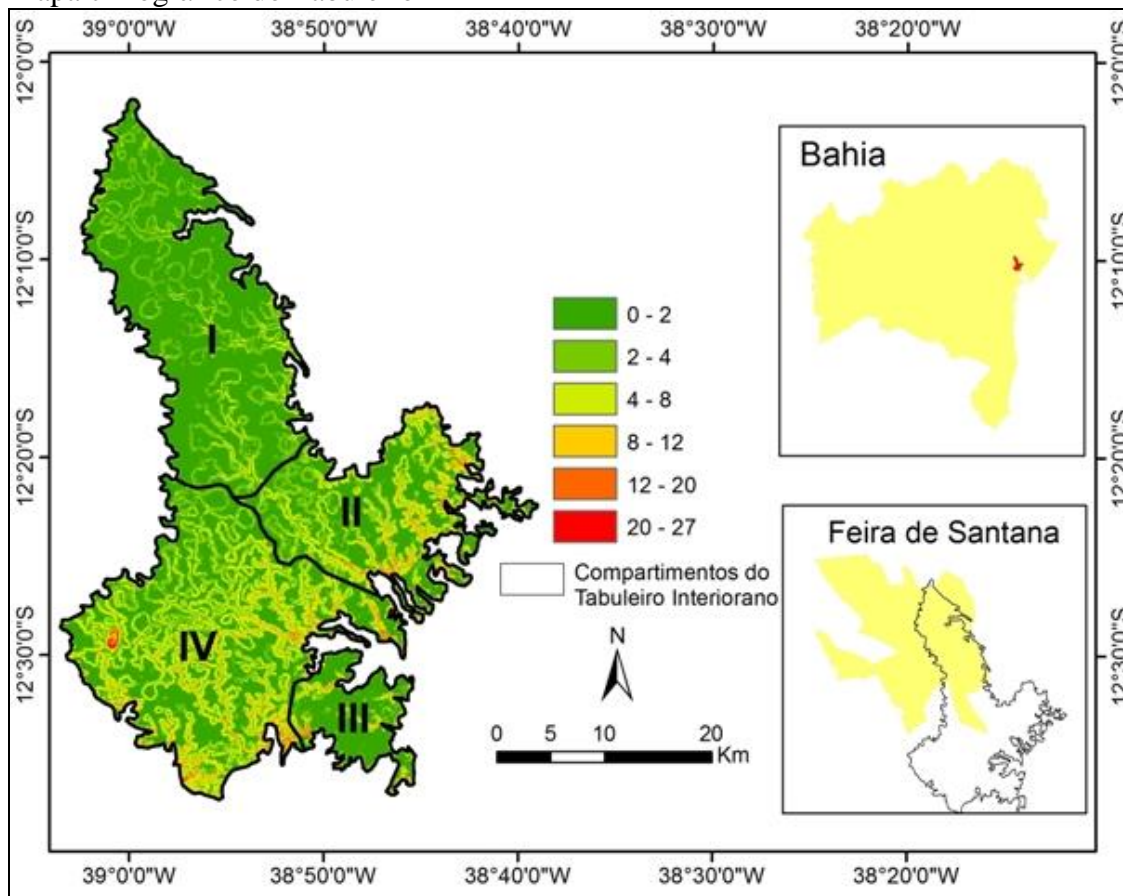 39°0'0"W 38°50'0"W 38°40'0"W 38°30'0"W 38°20'0"W
12°0'0"S 12°0'0"S
12°10'0"S 12°10'0"S
12°20'0"S 12°20'0"S
12°30'0"S 12°30'0"S
I
II
III
IV
0 - 2
2 - 4
4 - 8
8 - 12
12 - 20
20 - 27
Compartimentos do
Tabuleiro Interiorano
N
0 5 10 20
Km
Bahia
Feira de Santana
39°0'0"W 38°50'0"W 38°40'0"W 38°30'0"W 38°20'0"W